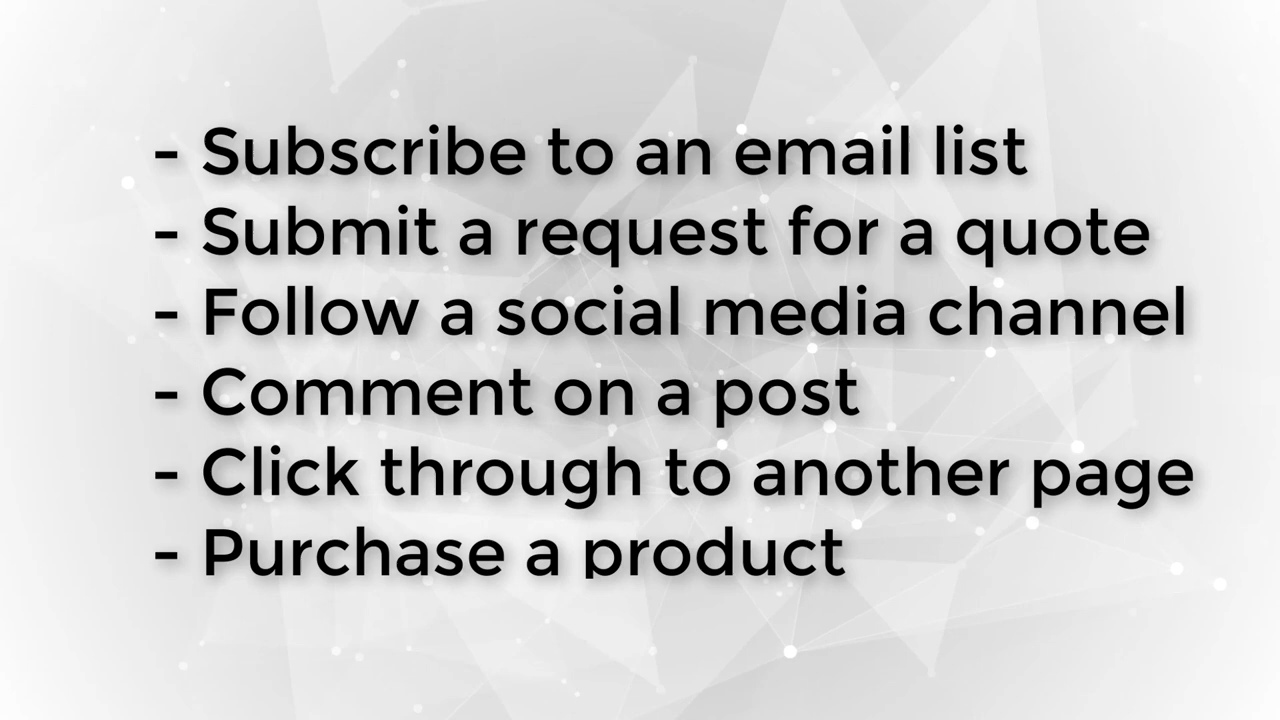 - Subscribe to an email list
- Submit a request for a quote
- Follow a social media channel
- Comment on a post
- Click through to another page
- Purchase a product